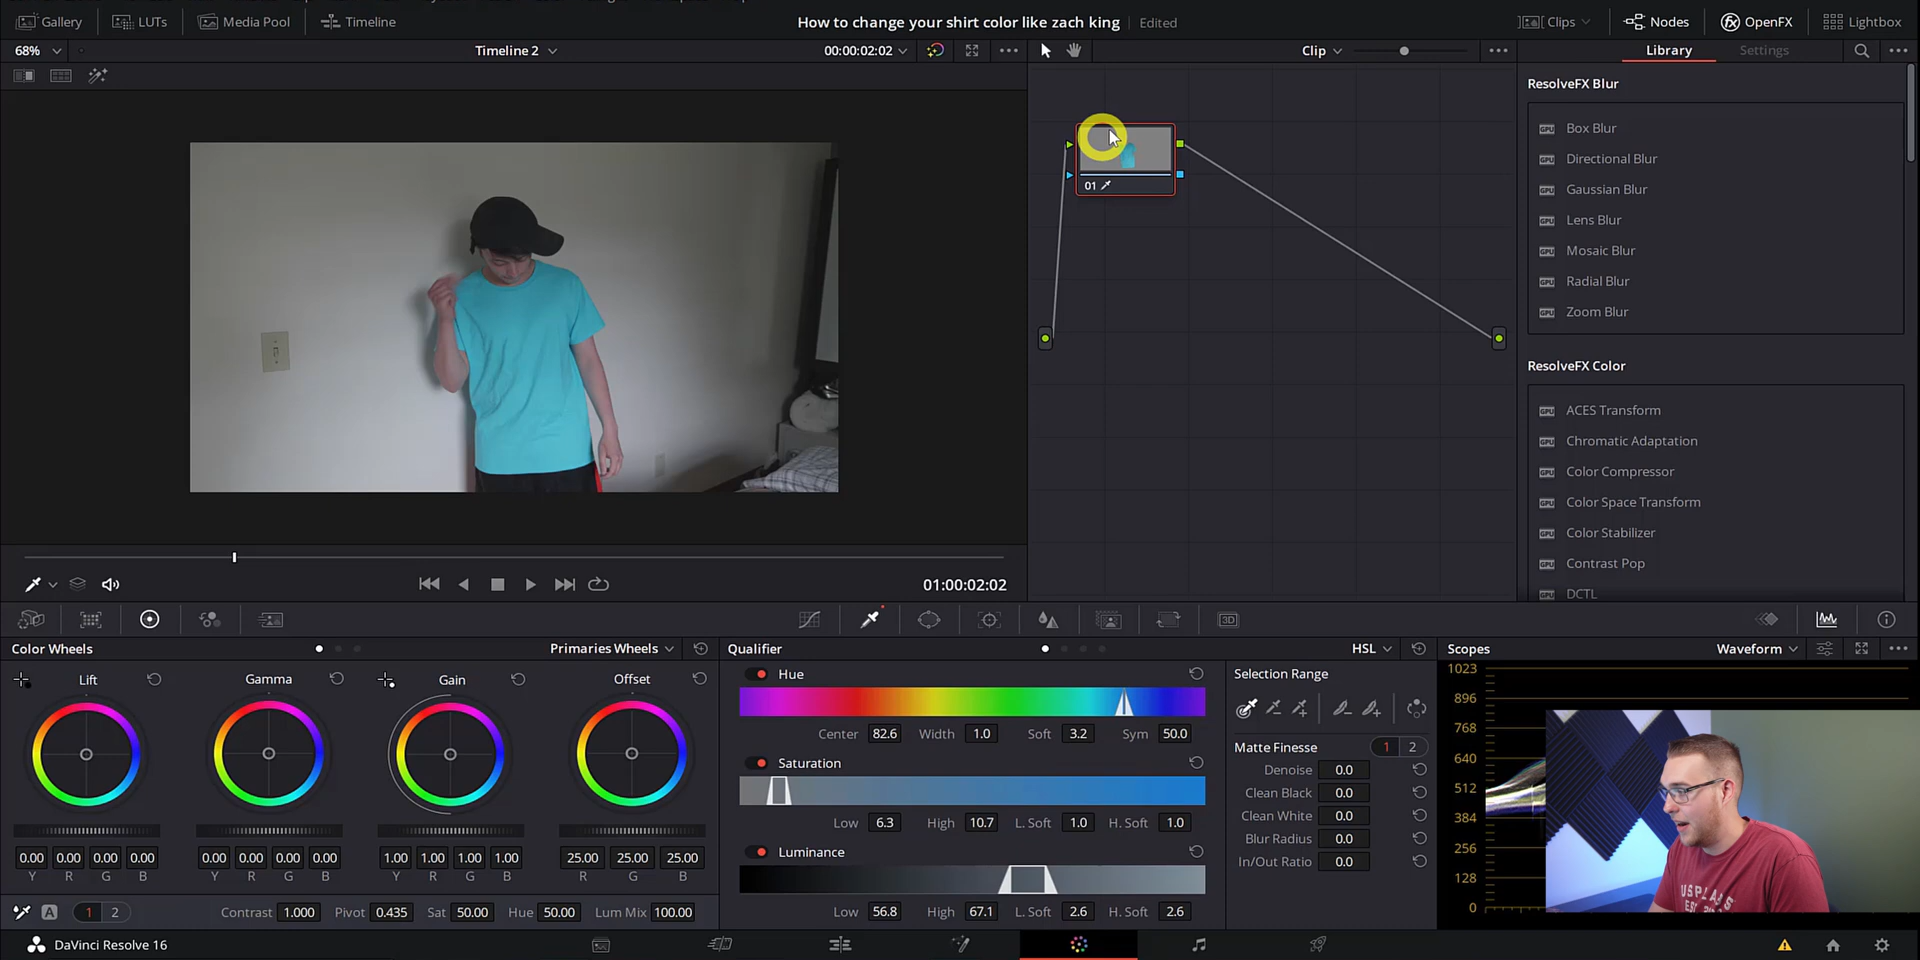 Gallery LUTs Media Pool Timeline How to change your shirt color like zach king Edited Clips Nodes OpenFX Lightbox
68% Timeline 2 00:00:02:02 Clip Library Settings
ResolveFX Blur
Box Blur
Directional Blur
Gaussian Blur
Lens Blur
Mosaic Blur
Radial Blur
Zoom Blur
ResolveFX Color
ACES Transform
Chromatic Adaptation
Color Compressor
Color Space Transform
Color Stabilizer
Contrast Pop
DCTL
01
01:00:02:02
3D
Color Wheels Primaries Wheels
Lift Gamma Gain Offset
0.00 0.00 0.00 0.00 0.00 0.00 0.00 0.00 1.00 1.00 1.00 1.00 25.00 25.00 25.00
Y R G B Y R G B Y R G B R G B
A 1 2 Contrast 1.000 Pivot 0.435 Sat 50.00 Hue 50.00 Lum Mix 100.00
Qualifier HSL
Hue
Center 82.6 Width 1.0 Soft 3.2 Sym 50.0
Saturation
Low 6.3 High 10.7 L. Soft 1.0 H. Soft 1.0
Luminance
Low 56.8 High 67.1 L. Soft 2.6 H. Soft 2.6
Selection Range
Matte Finesse 1 2
Denoise 0.0
Clean Black 0.0
Clean White 0.0
Blur Radius 0.0
In/Out Ratio 0.0
Scopes Waveform
1023
896
768
640
512
384
256
128
0
DaVinci Resolve 16